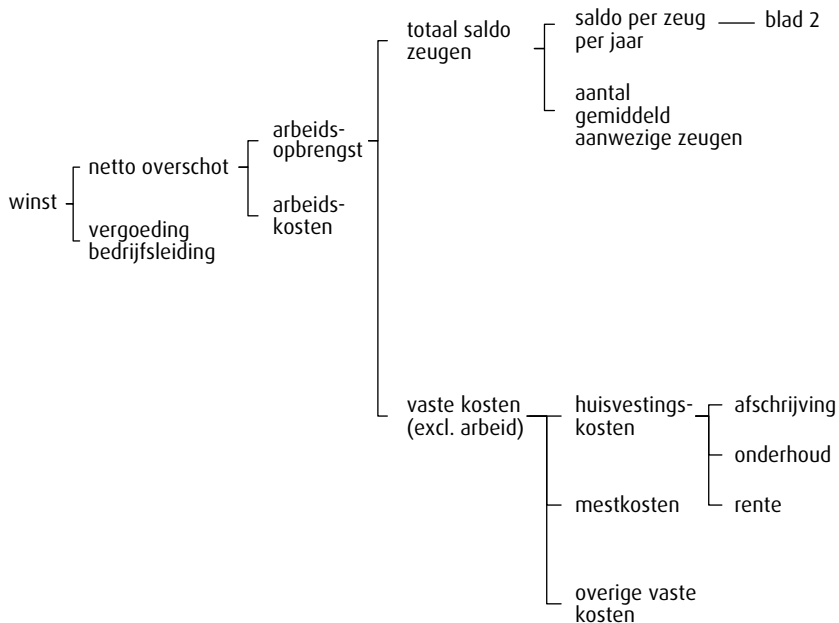 totaal saldo
zeugen
saldo per zeug
per jaar
blad 2
aantal
gemiddeld
aanwezige zeugen
arbeids-
opbrengst
netto overschot
winst
arbeids-
kosten
vergoeding
bedrijfsleiding
vaste kosten
(excl. arbeid)
huisvestings-
kosten
afschrijving
onderhoud
mestkosten
rente
overige vaste
kosten